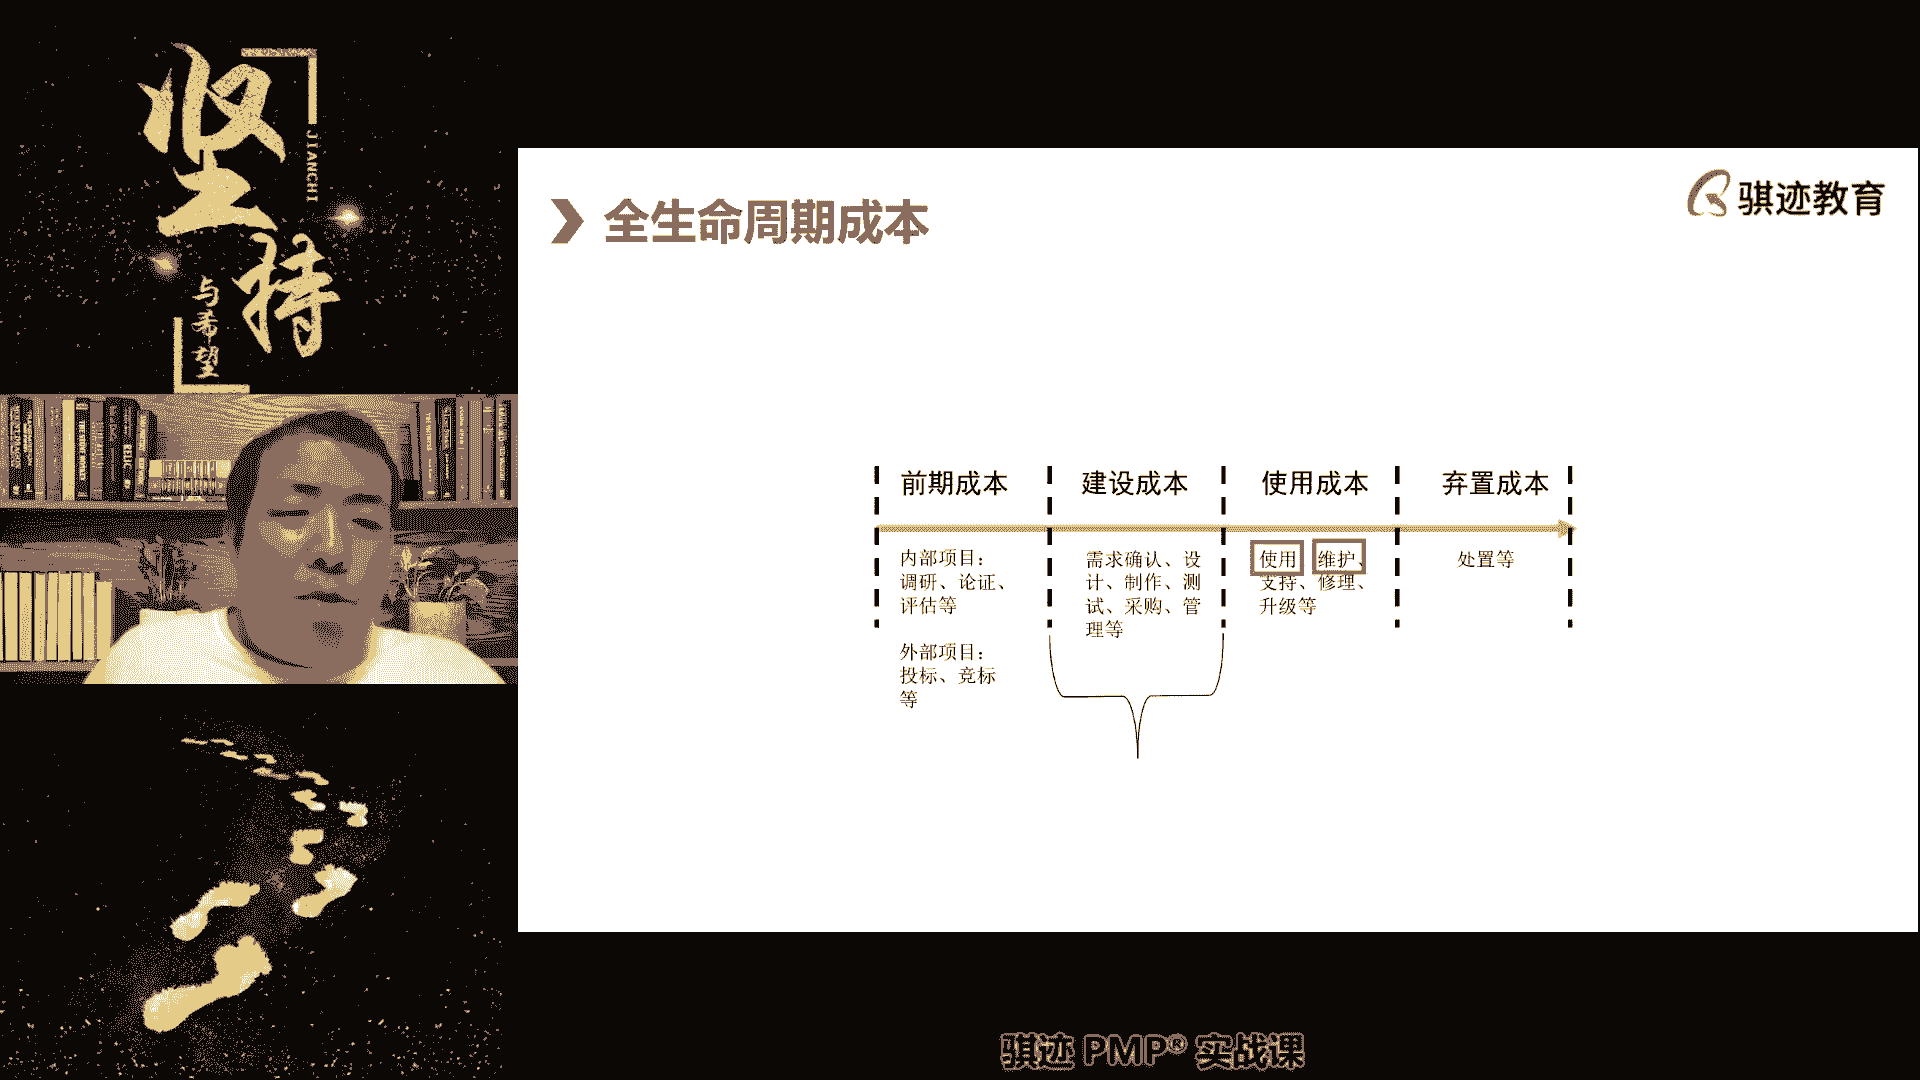 坚持
JIANCHI
与希望
骐迹教育
全生命周期成本
前期成本
建设成本
使用成本
弃置成本
内部项目：
调研、论证、
评估等
外部项目：
投标、竞标
等
需求确认、设
计、制作、测
试、采购、管
理等
使用、维护、
支持、修理、
升级等
处置等
骐迹 PMP® 实战课